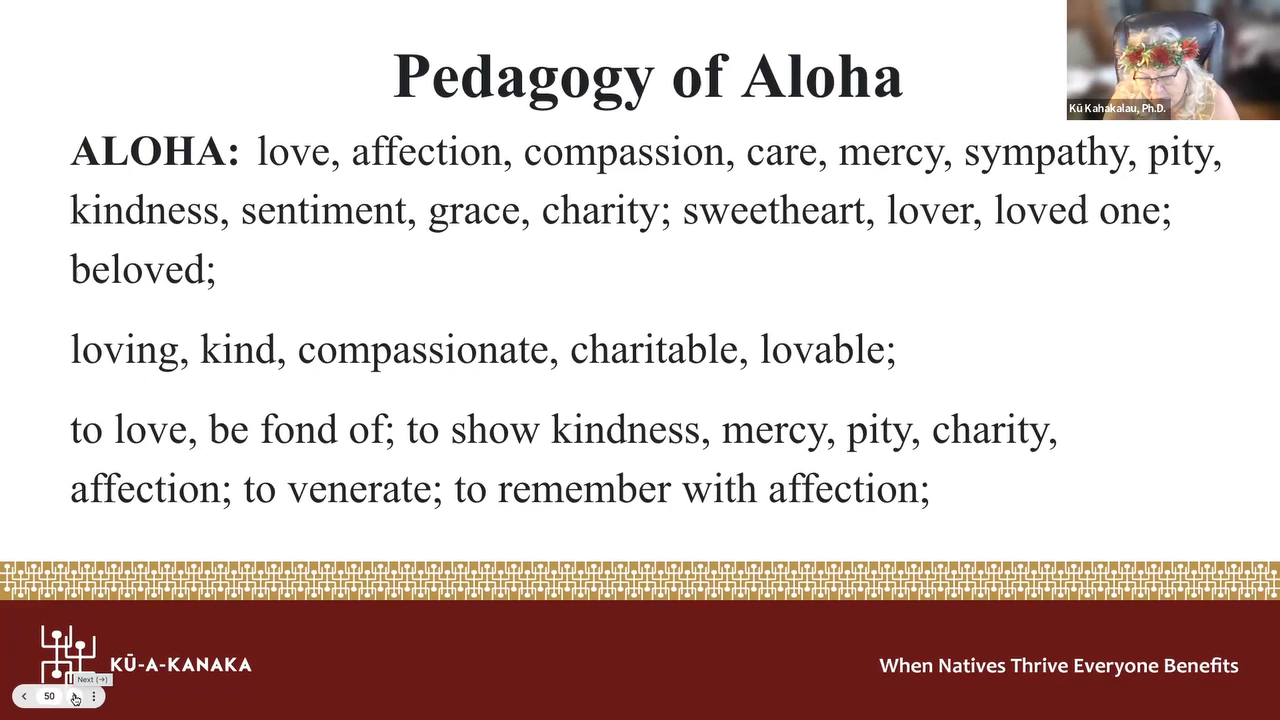 Pedagogy of Aloha
Kū Kahakalau, Ph.D.
ALOHA: love, affection, compassion, care, mercy, sympathy, pity,
kindness, sentiment, grace, charity; sweetheart, lover, loved one;
beloved;
loving, kind, compassionate, charitable, lovable;
to love, be fond of; to show kindness, mercy, pity, charity,
affection; to venerate; to remember with affection;
KŪ-A-KANAKA
When Natives Thrive Everyone Benefits
Next (→)
50